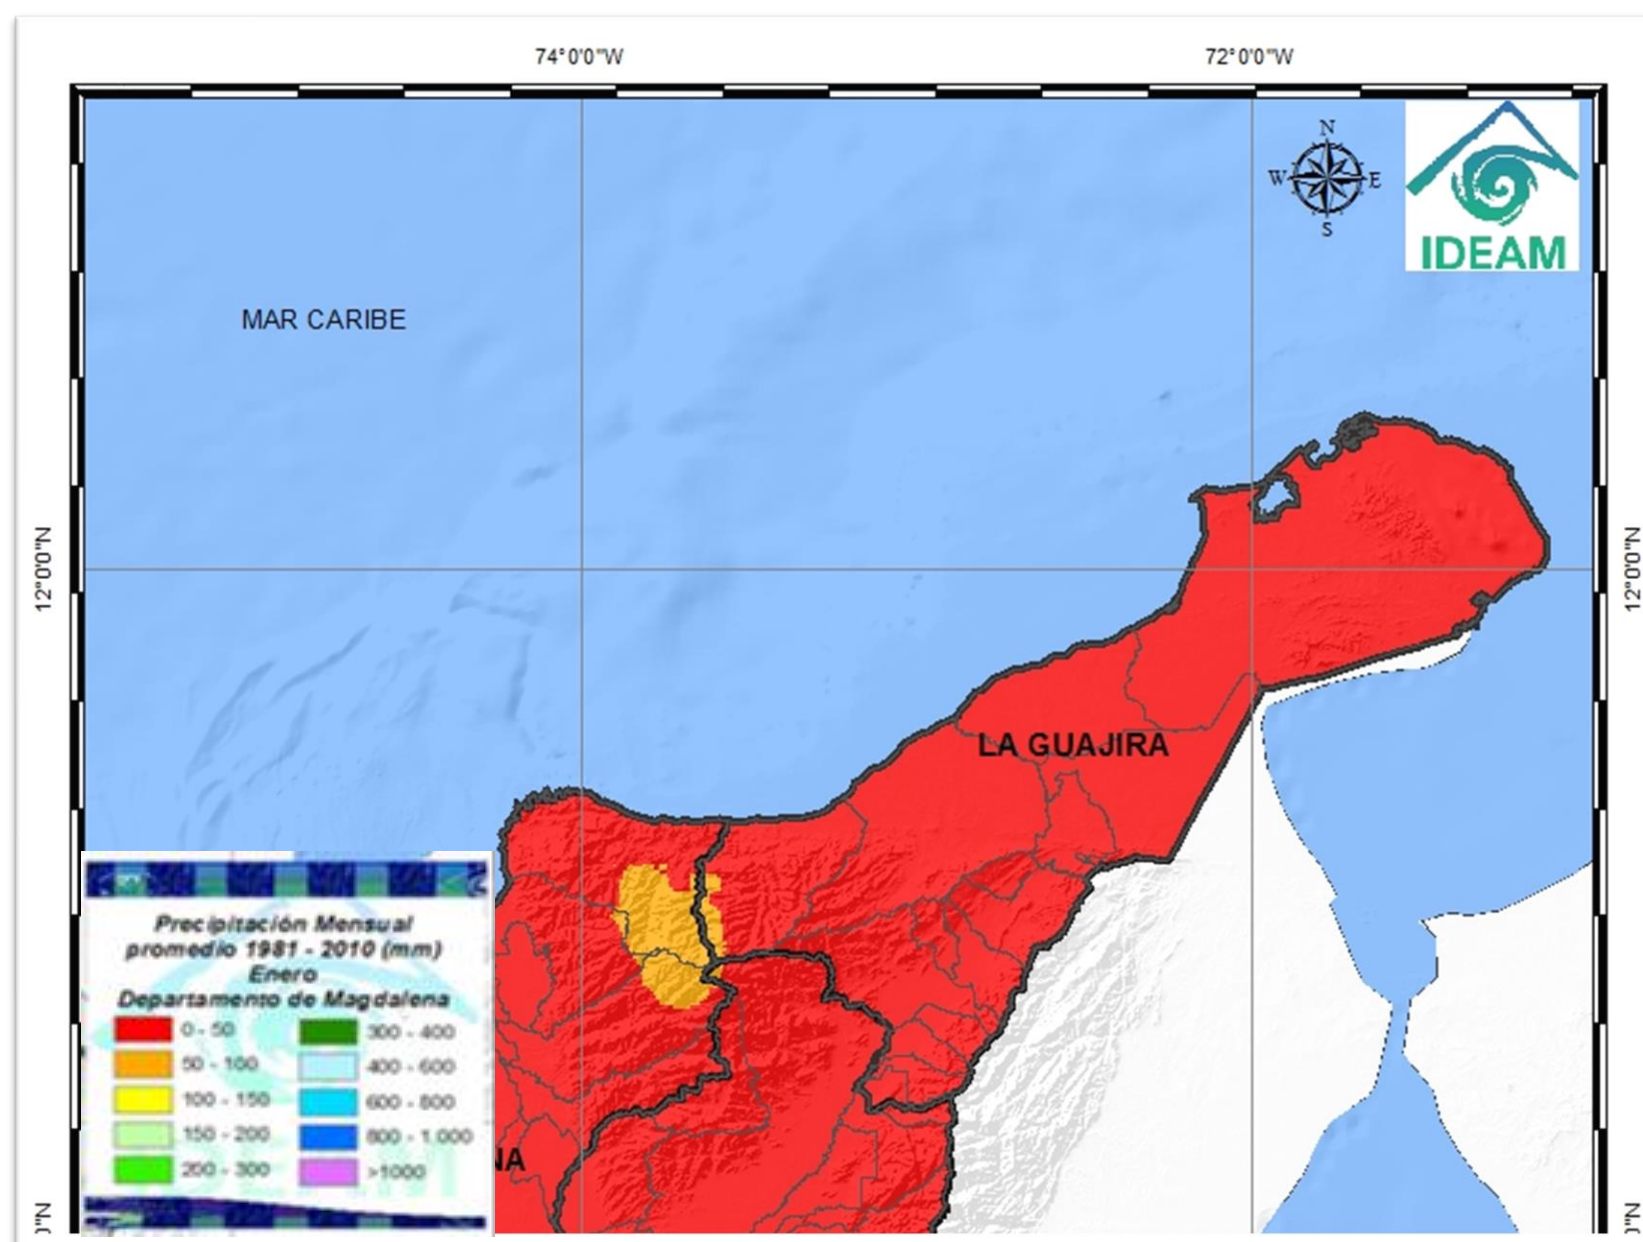 74°0'0"W 72°0'0"W
N
W E
S
IDEAM
MAR CARIBE
12°0'0"N 12°0'0"N
LA GUAJIRA
Precipitación Mensual
promedio 1981 - 2010 (mm)
Enero
Departamento de Magdalena
0 - 50 300 - 400
50 - 100 400 - 600
100 - 150 600 - 800
150 - 200 800 - 1.000
200 - 300 >1000
NA
)"N )"N